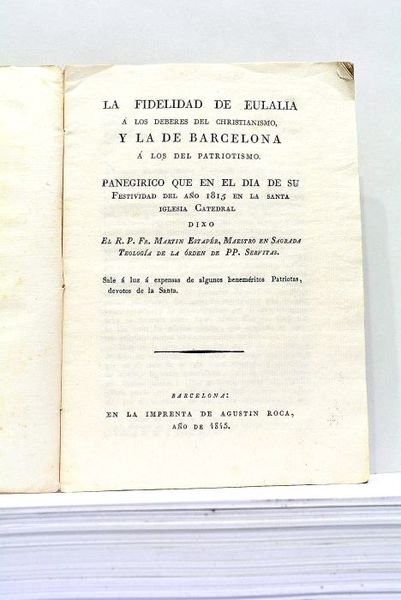 LA FIDELIDAD DE EULALIA
Á LOS DEBERES DEL CHRISTIANISMO,
Y LA DE BARCELONA
Á LOS DEL PATRIOTISMO.
PANEGIRICO QUE EN EL DIA DE SU
FESTIVIDAD DEL AÑO 1815 EN LA SANTA
IGLESIA CATEDRAL
DIXO
EL R. P. FR. MARTIN ESTAPÉR, MAESTRO EN SAGRADA
TEOLOGÍA DE LA ÓRDEN DE PP. SERVITAS.
Sale á luz á expensas de algunos beneméritos Patriotas,
devotos de la Santa.
BARCELONA:
EN LA IMPRENTA DE AGUSTIN ROCA,
AÑO DE 1815.